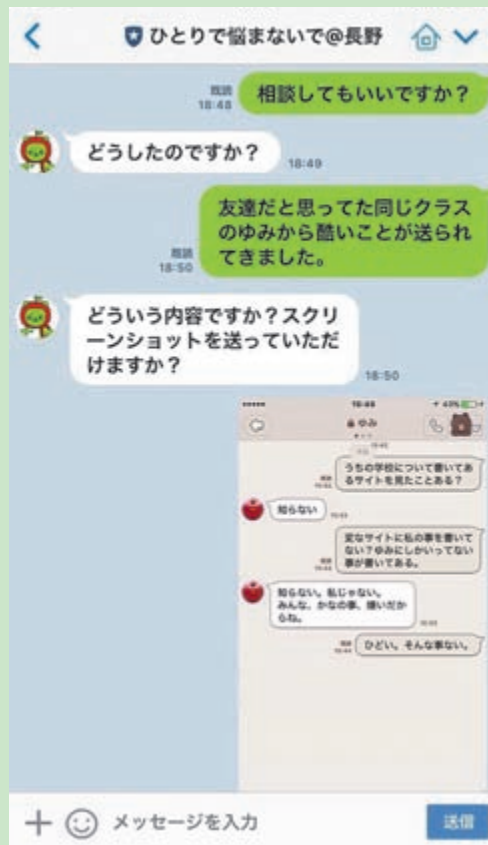 ひとりで悩まないで@長野
相談してもいいですか？
既読
18:48
どうしたのですか？
18:49
友達だと思ってた同じクラス
のゆみから酷いことが送られ
てきました。
既読
18:50
どういう内容ですか？スクリ
ーンショットを送っていただ
けますか？
18:50
ゆみ
うちの学校について書いてあ
るサイトを見たことある？
知らない
変なサイトに私の事を書いて
ない？ゆみにしかいってない
事が書いてある。
知らない。私じゃない。
みんな、かなの事、嫌いだか
らね。
ひどい。そんな事ない。
メッセージを入力
送信